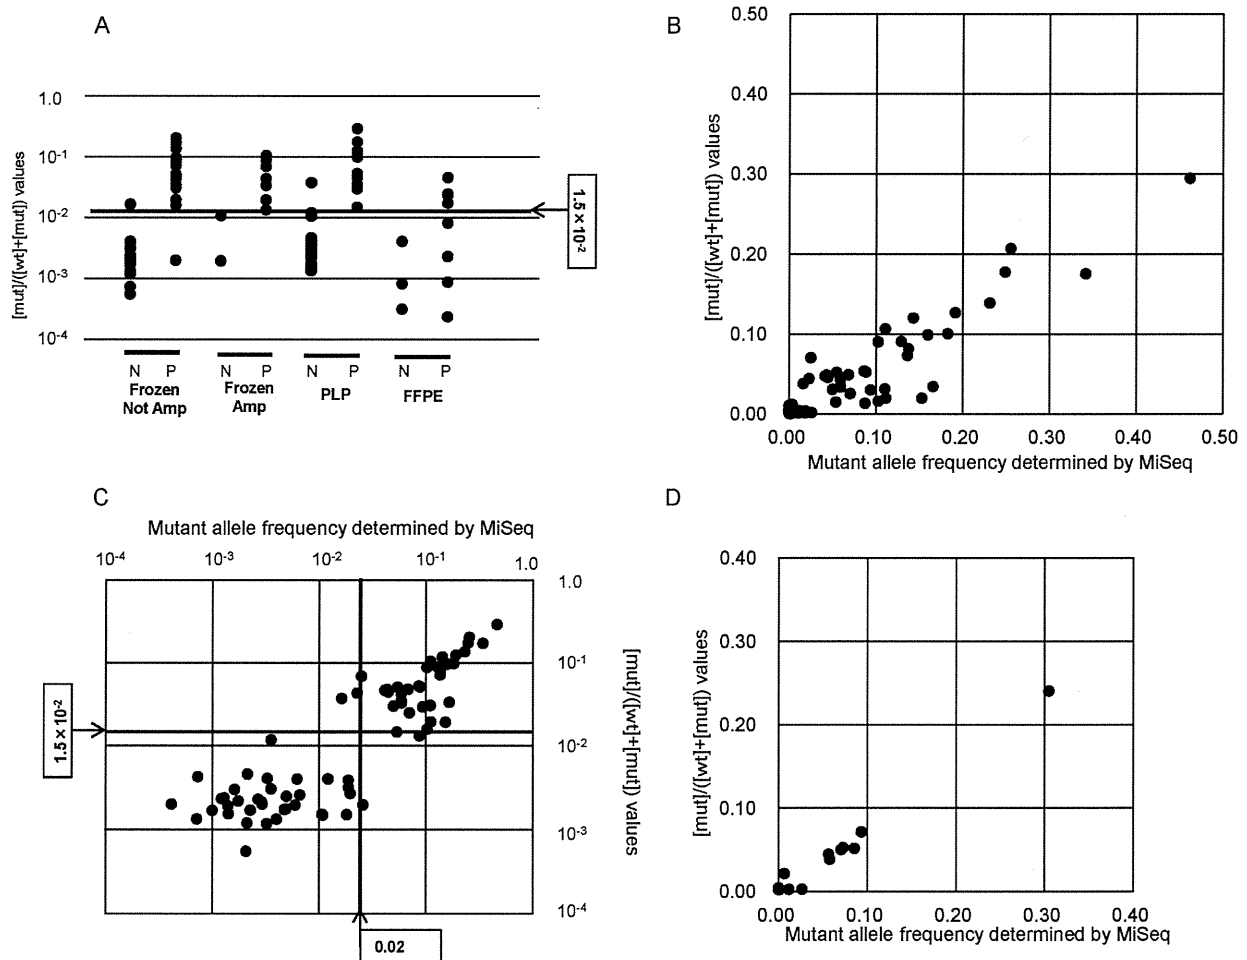 A
1.0
10-1
10-2
10-3
10-4
[mut]/([wt]+[mut]) values
1.5×10-2
N P N P N P N P
Frozen Not Amp
Frozen Amp
PLP
FFPE
B
0.50
0.40
0.30
0.20
0.10
0.00
[mut]/([wt]+[mut]) values
0.00 0.10 0.20 0.30 0.40 0.50
Mutant allele frequency determined by MiSeq
C
Mutant allele frequency determined by MiSeq
10-4 10-3 10-2 10-1 1.0
1.0
10-1
10-2
10-3
10-4
[mut]/([wt]+[mut]) values
1.5×10-2
0.02
D
0.40
0.30
0.20
0.10
0.00
[mut]/([wt]+[mut]) values
0.00 0.10 0.20 0.30 0.40
Mutant allele frequency determined by MiSeq